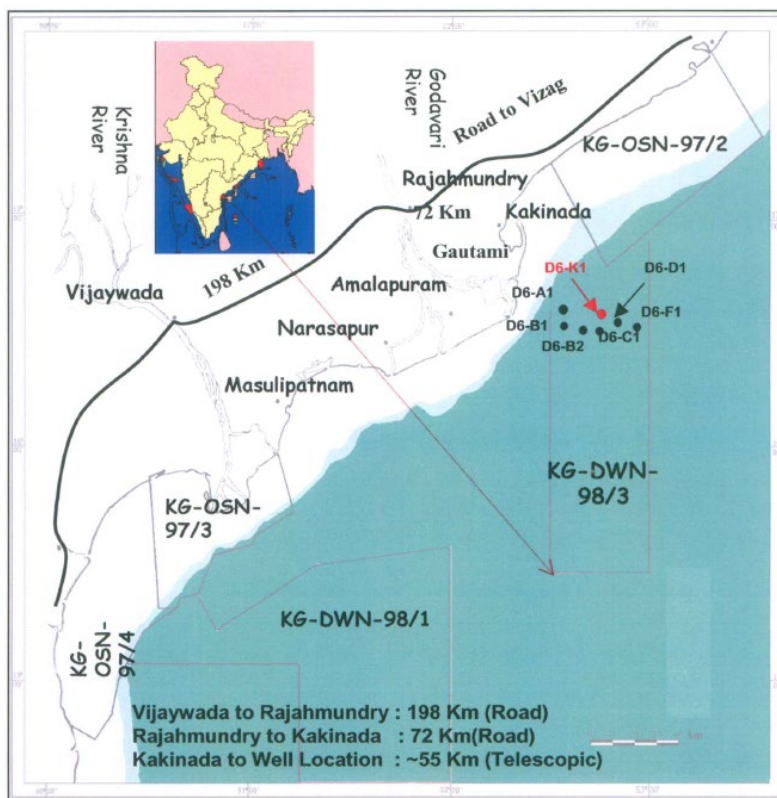 Krishna
River
Godavari
River
Road to Vizag
KG-OSN-97/2
Rajahmundry
72 Km
Kakinada
Gautami
D6-K1
D6-D1
198 Km
Vijaywada
Amalapuram
D6-A1
D6-F1
D6-B1
D6-C1
D6-B2
Narasapur
Masulipatnam
KG-DWN-
98/3
KG-OSN-
97/3
KG-DWN-98/1
KG-
OSN-
97/4
Vijaywada to Rajahmundry : 198 Km (Road)
Rajahmundry to Kakinada : 72 Km(Road)
Kakinada to Well Location : ~55 Km (Telescopic)